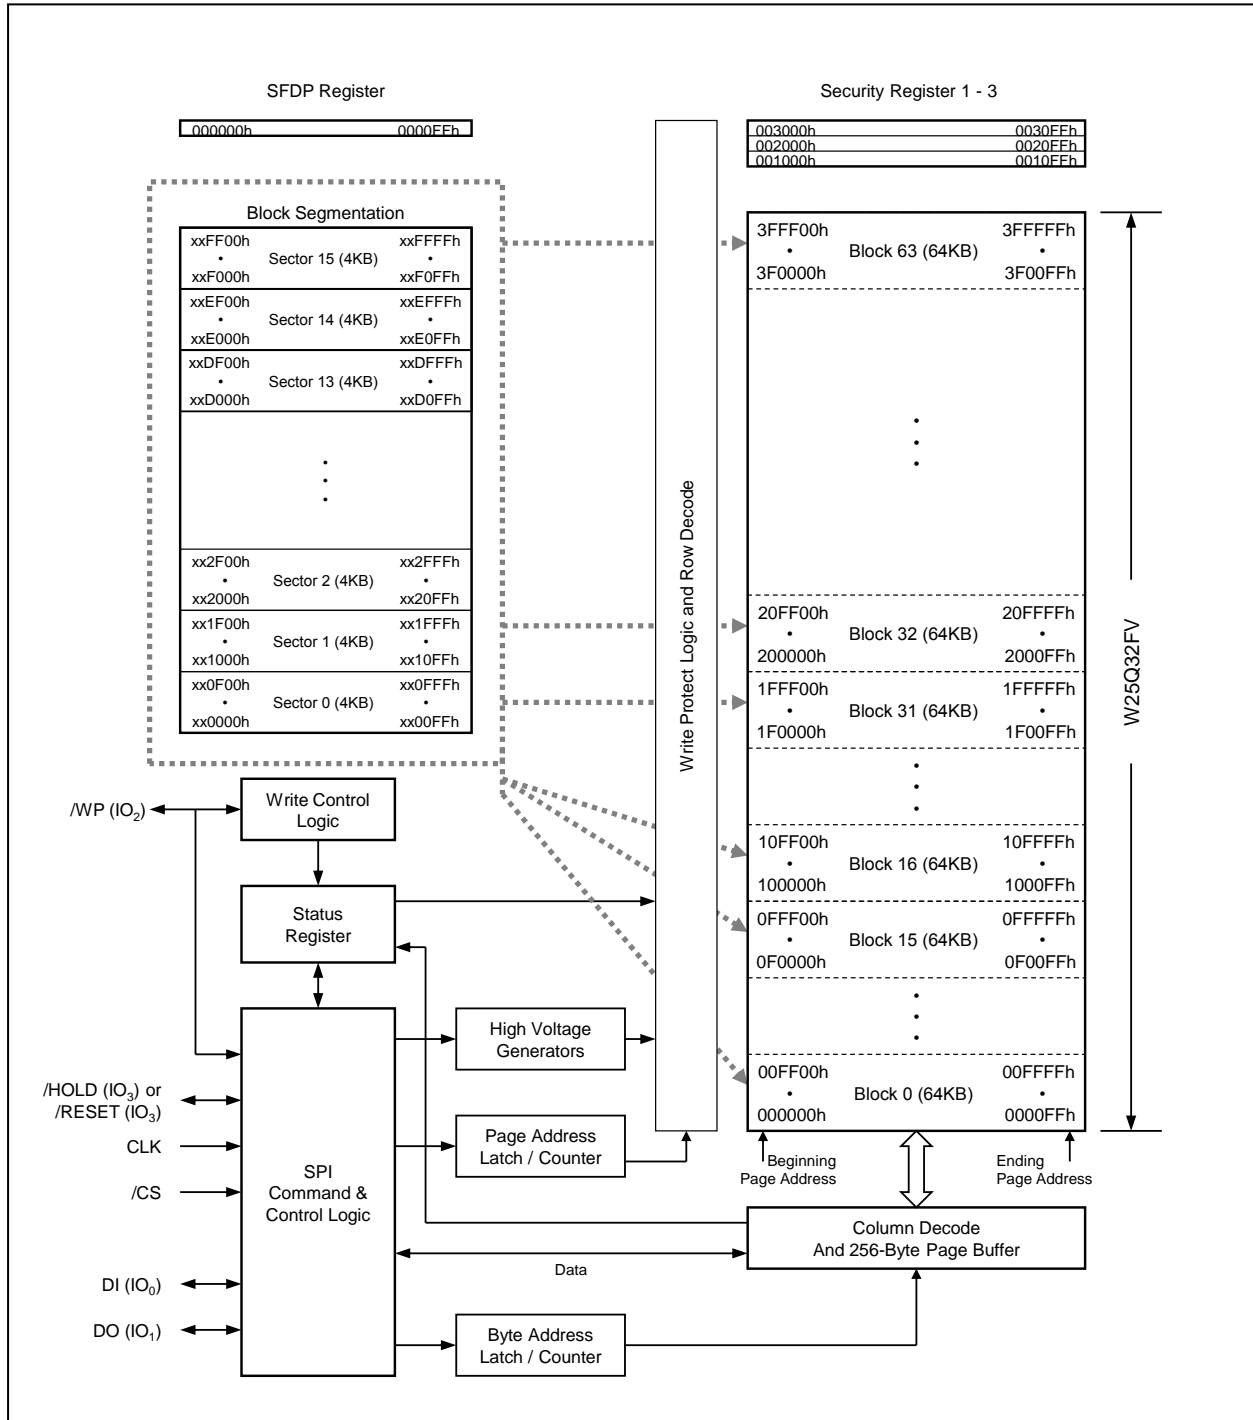 SFDP Register
000000h 0000FFh
Security Register 1 - 3
003000h 0030FFh
002000h 0020FFh
001000h 0010FFh
Block Segmentation
xxFF00h xxFFFFh
• Sector 15 (4KB) •
xxF000h xxF0FFh
xxEF00h xxEFFFh
• Sector 14 (4KB) •
xxE000h xxE0FFh
xxDF00h xxDFFFh
• Sector 13 (4KB) •
xxD000h xxD0FFh
xx2F00h xx2FFFh
• Sector 2 (4KB) •
xx2000h xx20FFh
xx1F00h xx1FFFh
• Sector 1 (4KB) •
xx1000h xx10FFh
xx0F00h xx0FFFh
• Sector 0 (4KB) •
xx0000h xx00FFh
Write Protect Logic and Row Decode
3FFF00h 3FFFFFh
• Block 63 (64KB) •
3F0000h 3F00FFh
20FF00h 20FFFFh
• Block 32 (64KB) •
200000h 2000FFh
1FFF00h 1FFFFFh
• Block 31 (64KB) •
1F0000h 1F00FFh
10FF00h 10FFFFh
• Block 16 (64KB) •
100000h 1000FFh
0FFF00h 0FFFFFh
• Block 15 (64KB) •
0F0000h 0F00FFh
00FF00h 00FFFFh
• Block 0 (64KB) •
000000h 0000FFh
W25Q32FV
Beginning
Page Address
Ending
Page Address
/WP (IO2)
Write Control
Logic
Status
Register
/HOLD (IO3) or
/RESET (IO3)
CLK
/CS
DI (IO0)
DO (IO1)
SPI
Command &
Control Logic
High Voltage
Generators
Page Address
Latch / Counter
Column Decode
And 256-Byte Page Buffer
Data
Byte Address
Latch / Counter